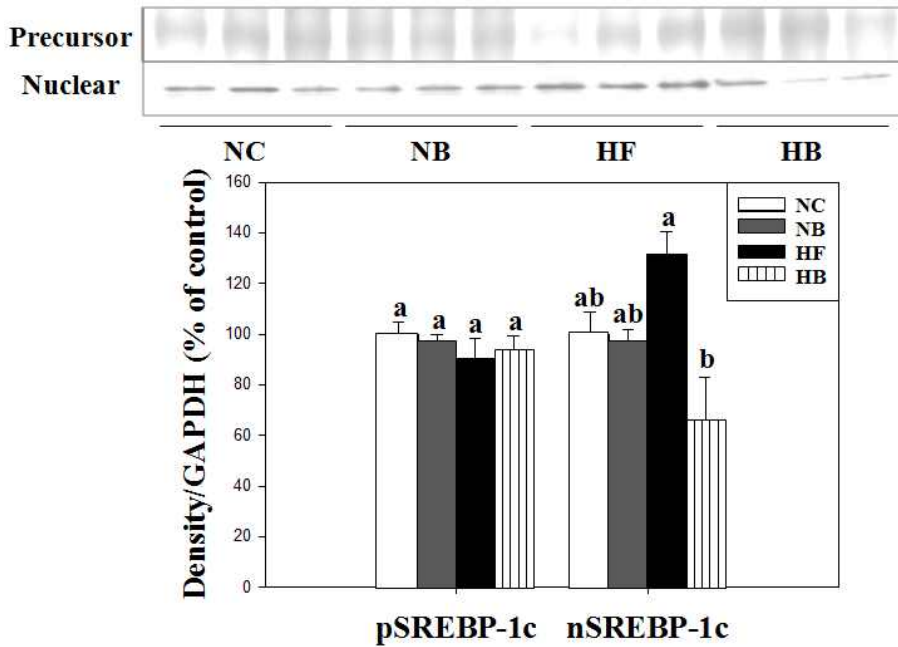 Precursor
Nuclear
NC NB HF HB
160
140
120
100
80
60
40
20
0
Density/GAPDH (% of control)
NC
NB
HF
HB
a a a a
ab ab a b
pSREBP-1c nSREBP-1c